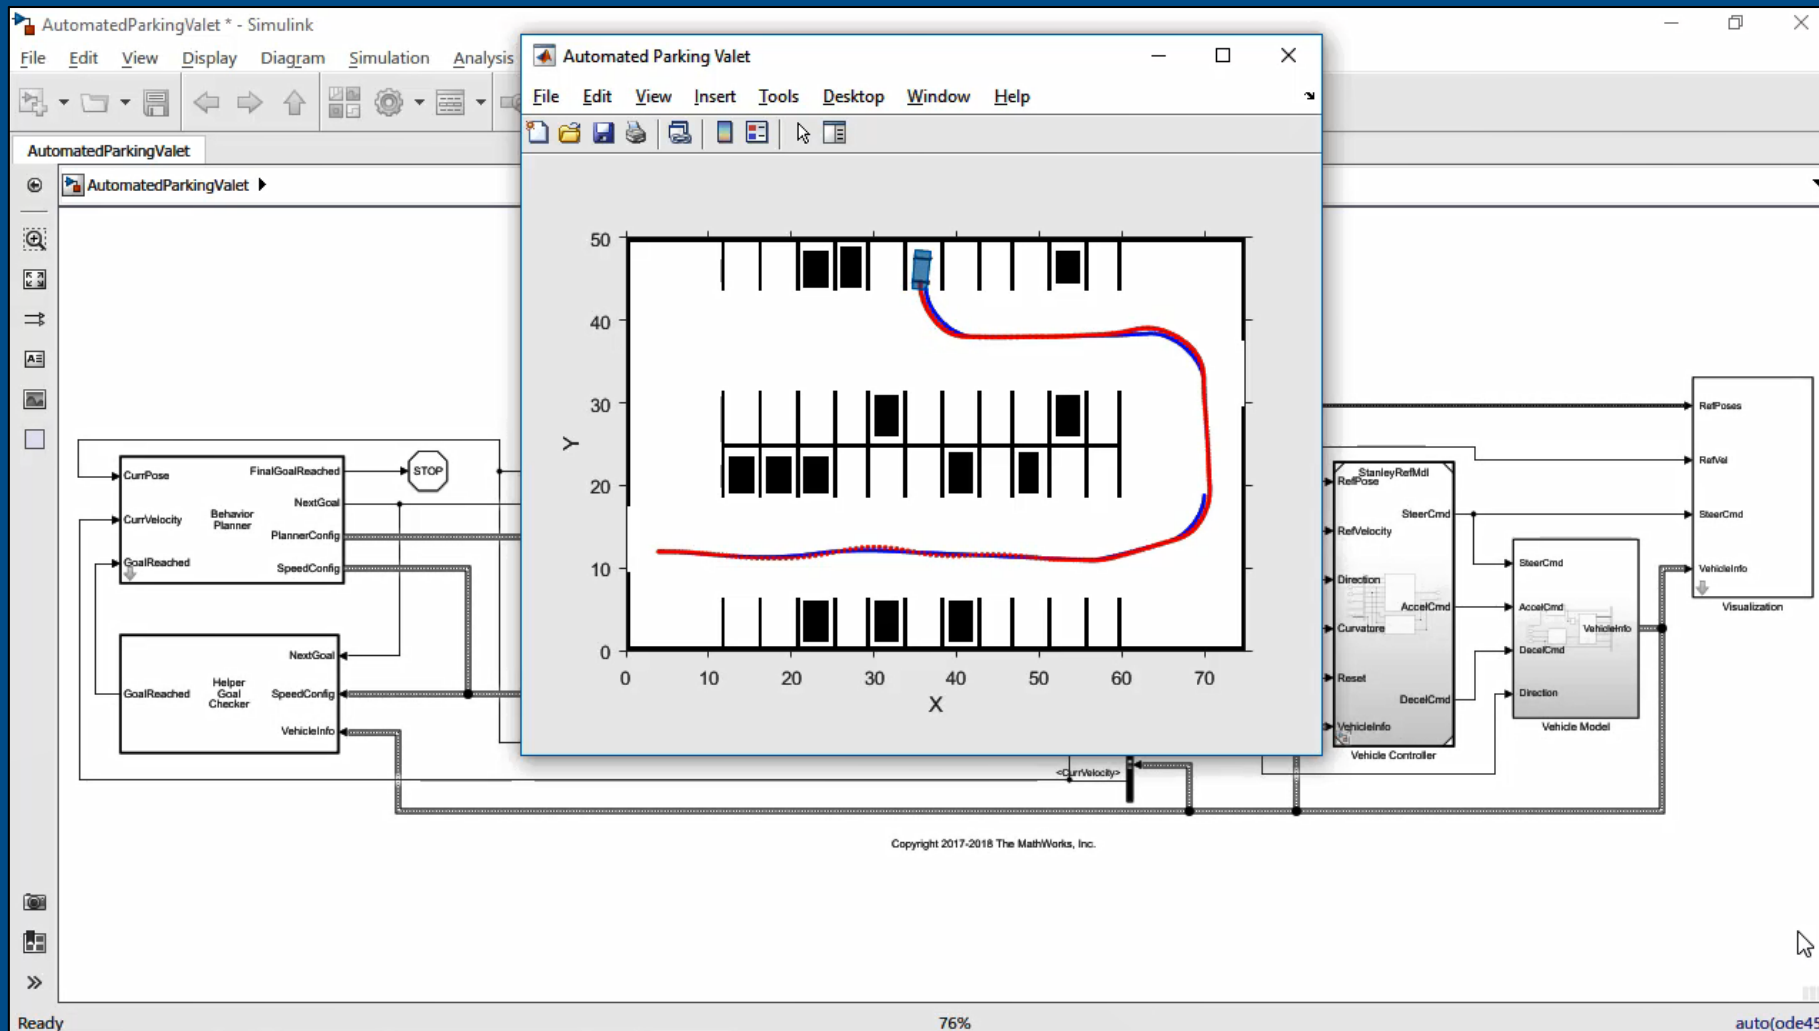 AutomatedParkingValet * - Simulink
File Edit View Display Diagram Simulation Analysis
AutomatedParkingValet
AutomatedParkingValet
Automated Parking Valet
File Edit View Insert Tools Desktop Window Help
50
40
30
20
10
0
Y
0 10 20 30 40 50 60 70
X
CurrPose
CurrVelocity
GoalReached
Behavior
Planner
FinalGoalReached
NextGoal
PlannerConfig
SpeedConfig
STOP
GoalReached
Helper
Goal
Checker
NextGoal
SpeedConfig
VehicleInfo
<CurrVelocity>
StanleyRefMdl
RefPose
RefVelocity
Direction
Curvature
Reset
VehicleInfo
SteerCmd
AccelCmd
DecelCmd
Vehicle Controller
SteerCmd
AccelCmd
DecelCmd
Direction
VehicleInfo
Vehicle Model
RefPoses
RefVel
SteerCmd
VehicleInfo
Visualization
Copyright 2017-2018 The MathWorks, Inc.
Ready
76%
auto(ode45